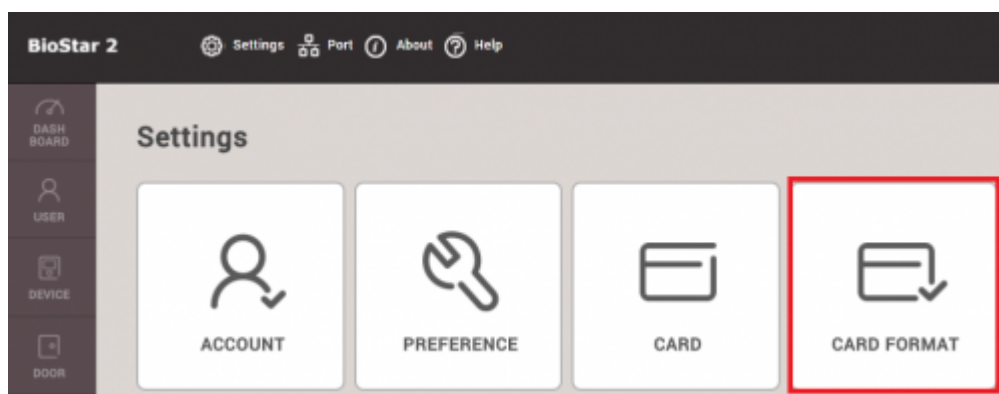 BioStar 2 Settings Port About Help
DASH
BOARD
Settings
USER
DEVICE
DOOR
ACCOUNT PREFERENCE CARD CARD FORMAT